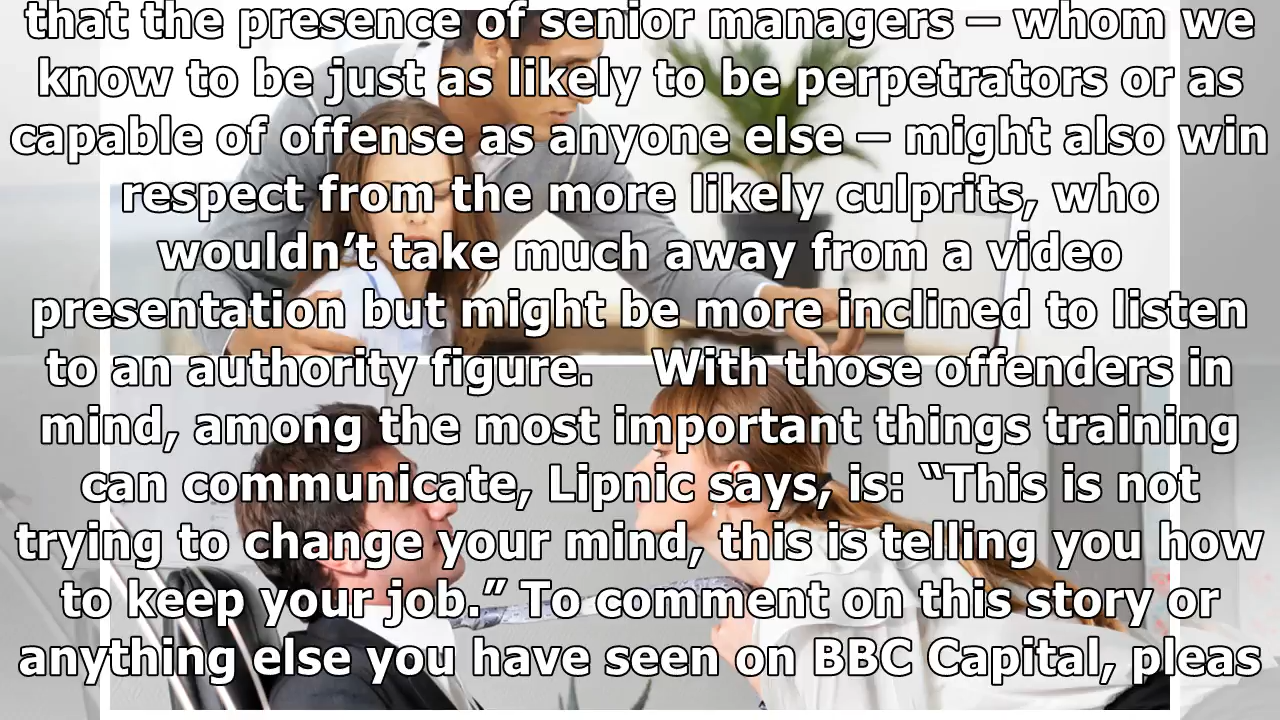 that the presence of senior managers – whom we
know to be just as likely to be perpetrators or as
capable of offense as anyone else – might also win
respect from the more likely culprits, who
wouldn’t take much away from a video
presentation but might be more inclined to listen
to an authority figure.    With those offenders in
mind, among the most important things training
can communicate, Lipnic says, is: “This is not
trying to change your mind, this is telling you how
to keep your job.” To comment on this story or
anything else you have seen on BBC Capital, pleas